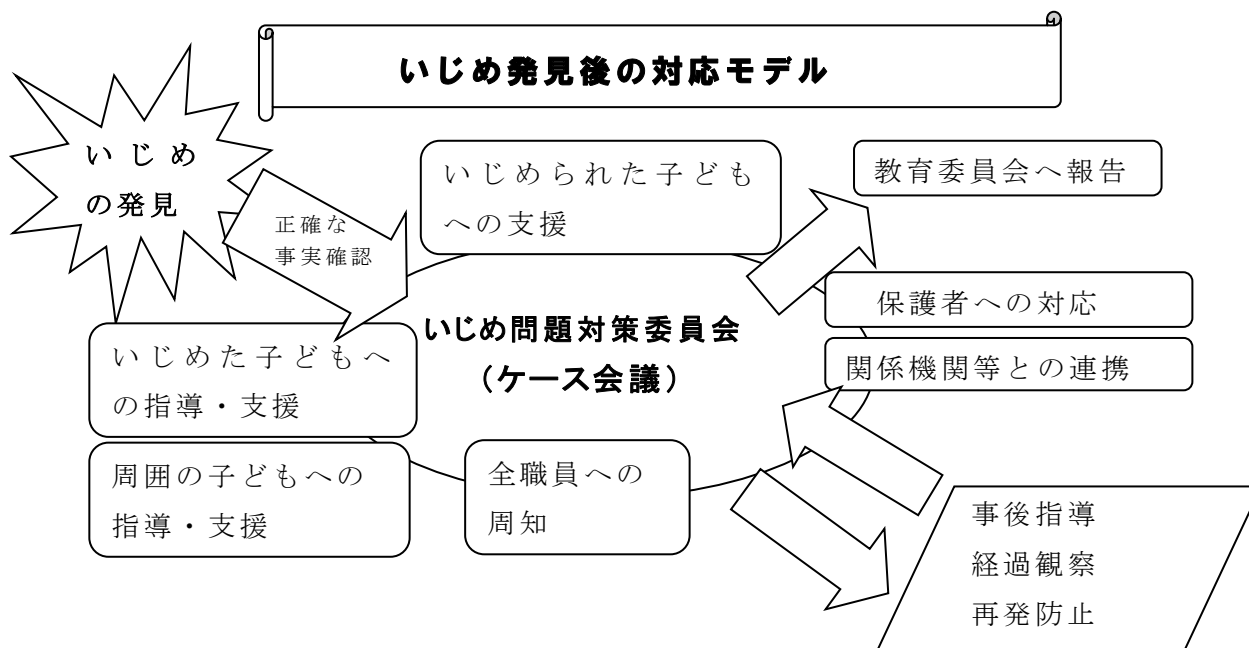 いじめ発見後の対応モデル
いじめ
の発見
正確な
事実確認
いじめられた子ども
への支援
教育委員会へ報告
保護者への対応
関係機関等との連携
いじめ問題対策委員会
（ケース会議）
いじめた子どもへ
の指導・支援
周囲の子どもへの
指導・支援
全職員への
周知
事後指導
経過観察
再発防止